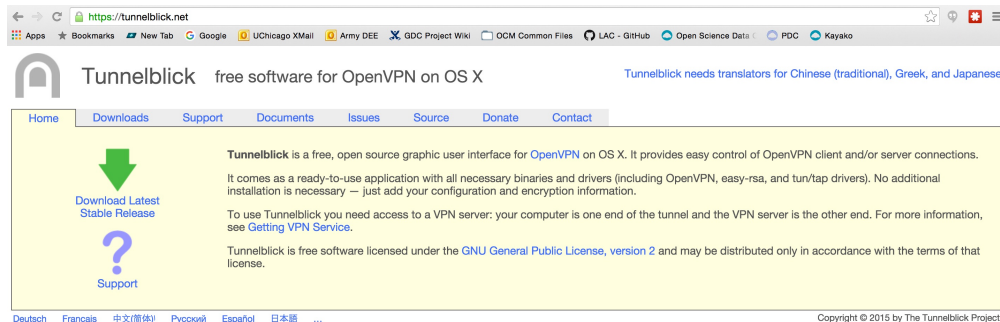 https://tunnelblick.net
Apps Bookmarks New Tab Google UChicago XMail Army DEE GDC Project Wiki OCM Common Files LAC - GitHub Open Science Data PDC Kayako
Tunnelblick free software for OpenVPN on OS X
Tunnelblick needs translators for Chinese (traditional), Greek, and Japanese
Home Downloads Support Documents Issues Source Donate Contact
Download Latest
Stable Release
Support
Tunnelblick is a free, open source graphic user interface for OpenVPN on OS X. It provides easy control of OpenVPN client and/or server connections.
It comes as a ready-to-use application with all necessary binaries and drivers (including OpenVPN, easy-rsa, and tun/tap drivers). No additional
installation is necessary — just add your configuration and encryption information.
To use Tunnelblick you need access to a VPN server: your computer is one end of the tunnel and the VPN server is the other end. For more information,
see Getting VPN Service.
Tunnelblick is free software licensed under the GNU General Public License, version 2 and may be distributed only in accordance with the terms of that
license.
Deutsch Français 中文(简体) Русский Español 日本語 ...
Copyright © 2015 by The Tunnelblick Project